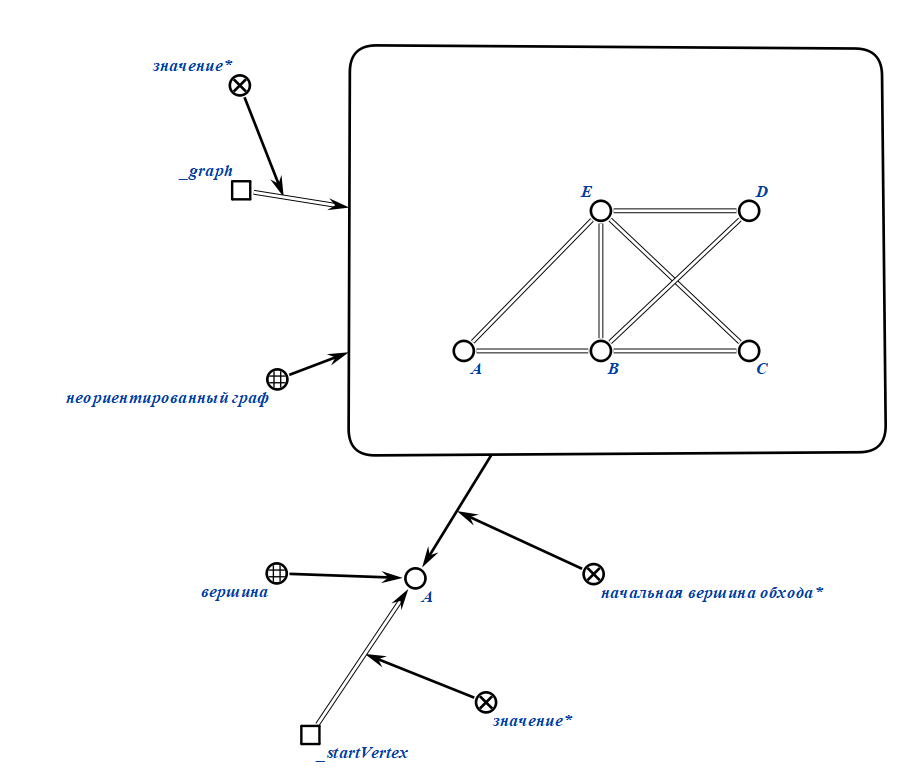 значение*
_graph
E
D
A
B
C
неориентированный граф
вершина
A
начальная вершина обхода*
значение*
_startVertex